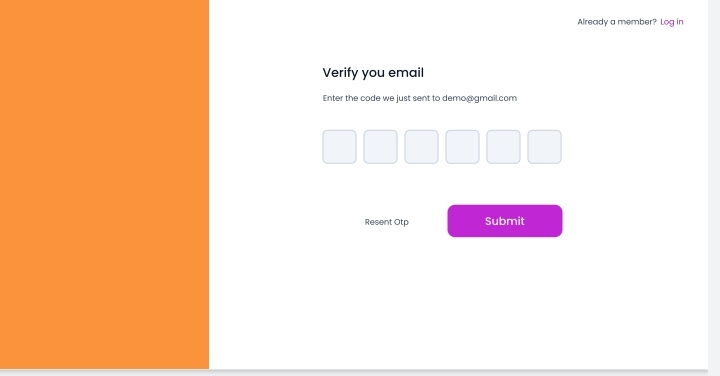 Already a member? Log in
Verify you email
Enter the code we just sent to demo@gmail.com
Resent Otp
Submit